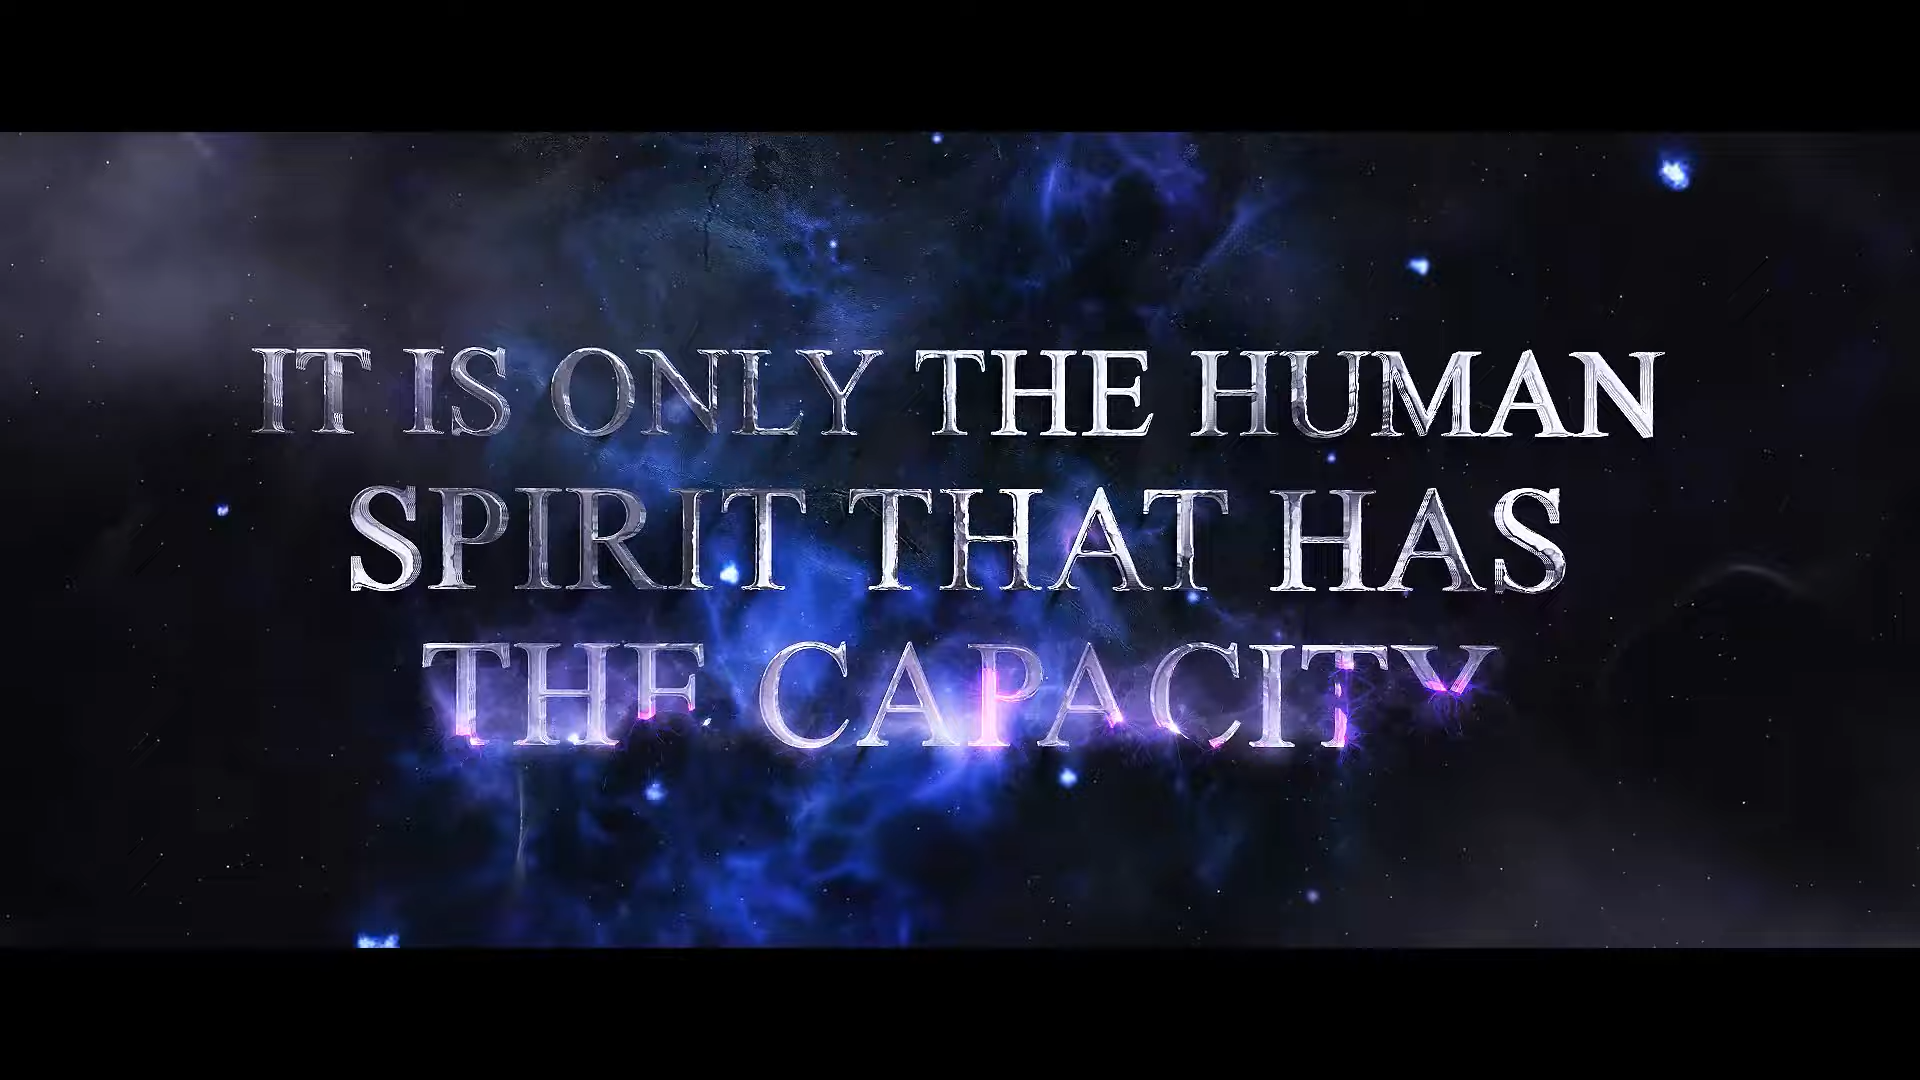 IT IS ONLY THE HUMAN
SPIRIT THAT HAS
THE CAPACITY